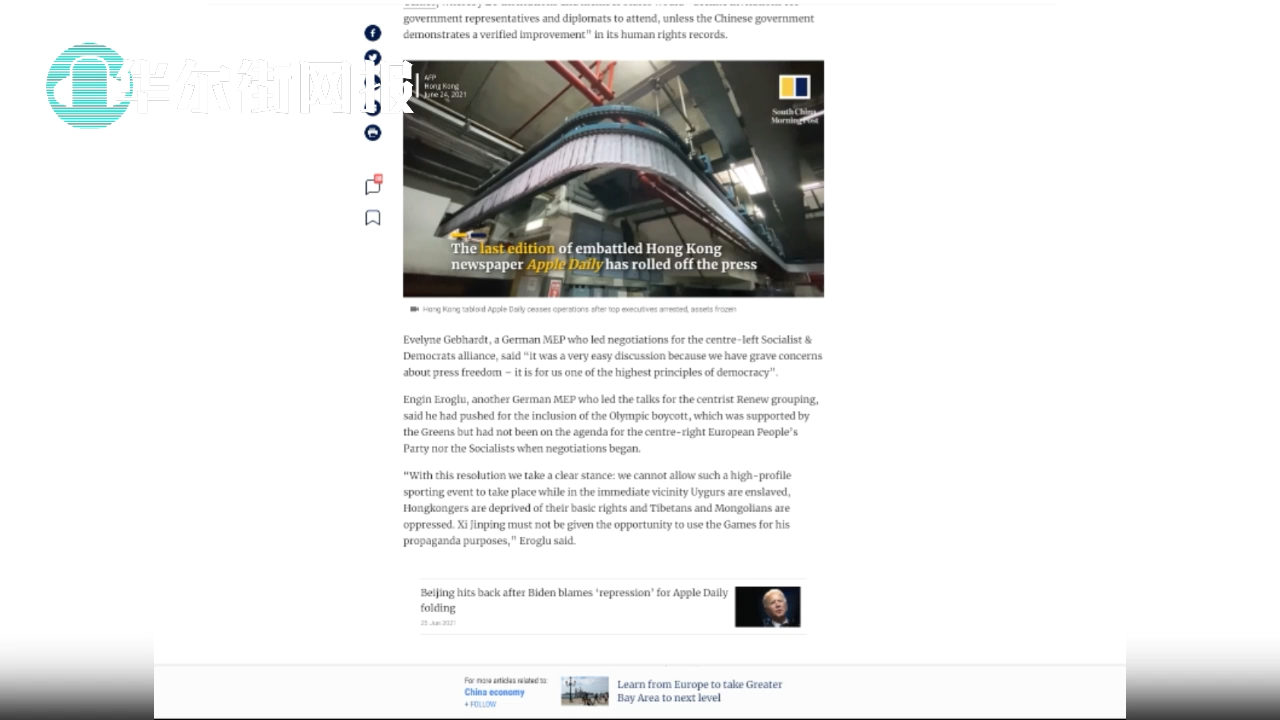 government representatives and diplomats to attend, unless the Chinese government
demonstrates a verified improvement” in its human rights records.
华尔街网报
AFP
Hong Kong
June 24, 2021
South China
Morning Post
The last edition of embattled Hong Kong
newspaper Apple Daily has rolled off the press
Hong Kong tabloid Apple Daily ceases operations after top executives arrested, assets frozen
Evelyne Gebhardt, a German MEP who led negotiations for the centre-left Socialist &
Democrats alliance, said “it was a very easy discussion because we have grave concerns
about press freedom – it is for us one of the highest principles of democracy”.
Engin Eroglu, another German MEP who led the talks for the centrist Renew grouping,
said he had pushed for the inclusion of the Olympic boycott, which was supported by
the Greens but had not been on the agenda for the centre-right European People’s
Party nor the Socialists when negotiations began.
“With this resolution we take a clear stance: we cannot allow such a high-profile
sporting event to take place while in the immediate vicinity Uygurs are enslaved,
Hongkongers are deprived of their basic rights and Tibetans and Mongolians are
oppressed. Xi Jinping must not be given the opportunity to use the Games for his
propaganda purposes,” Eroglu said.
Beijing hits back after Biden blames ‘repression’ for Apple Daily
folding
25 Jun 2021
For more articles related to:
China economy
+ FOLLOW
Learn from Europe to take Greater
Bay Area to next level